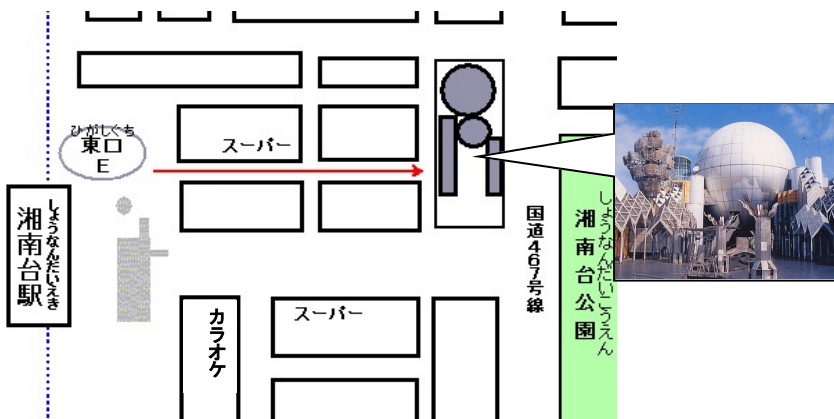 ひがしぐち
東口
E
スーパー
湘南台駅
しょうなんだいえき
カラオケ
スーパー
国道467号線
湘南台公園
しょうなんだいこうえん